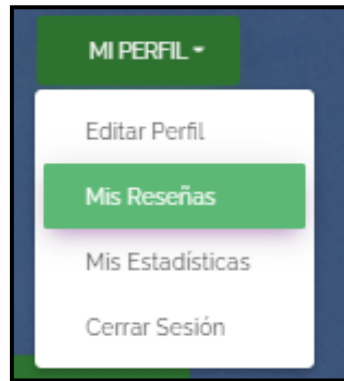 MI PERFIL
Editar Perfil
Mis Reseñas
Mis Estadísticas
Cerrar Sesión